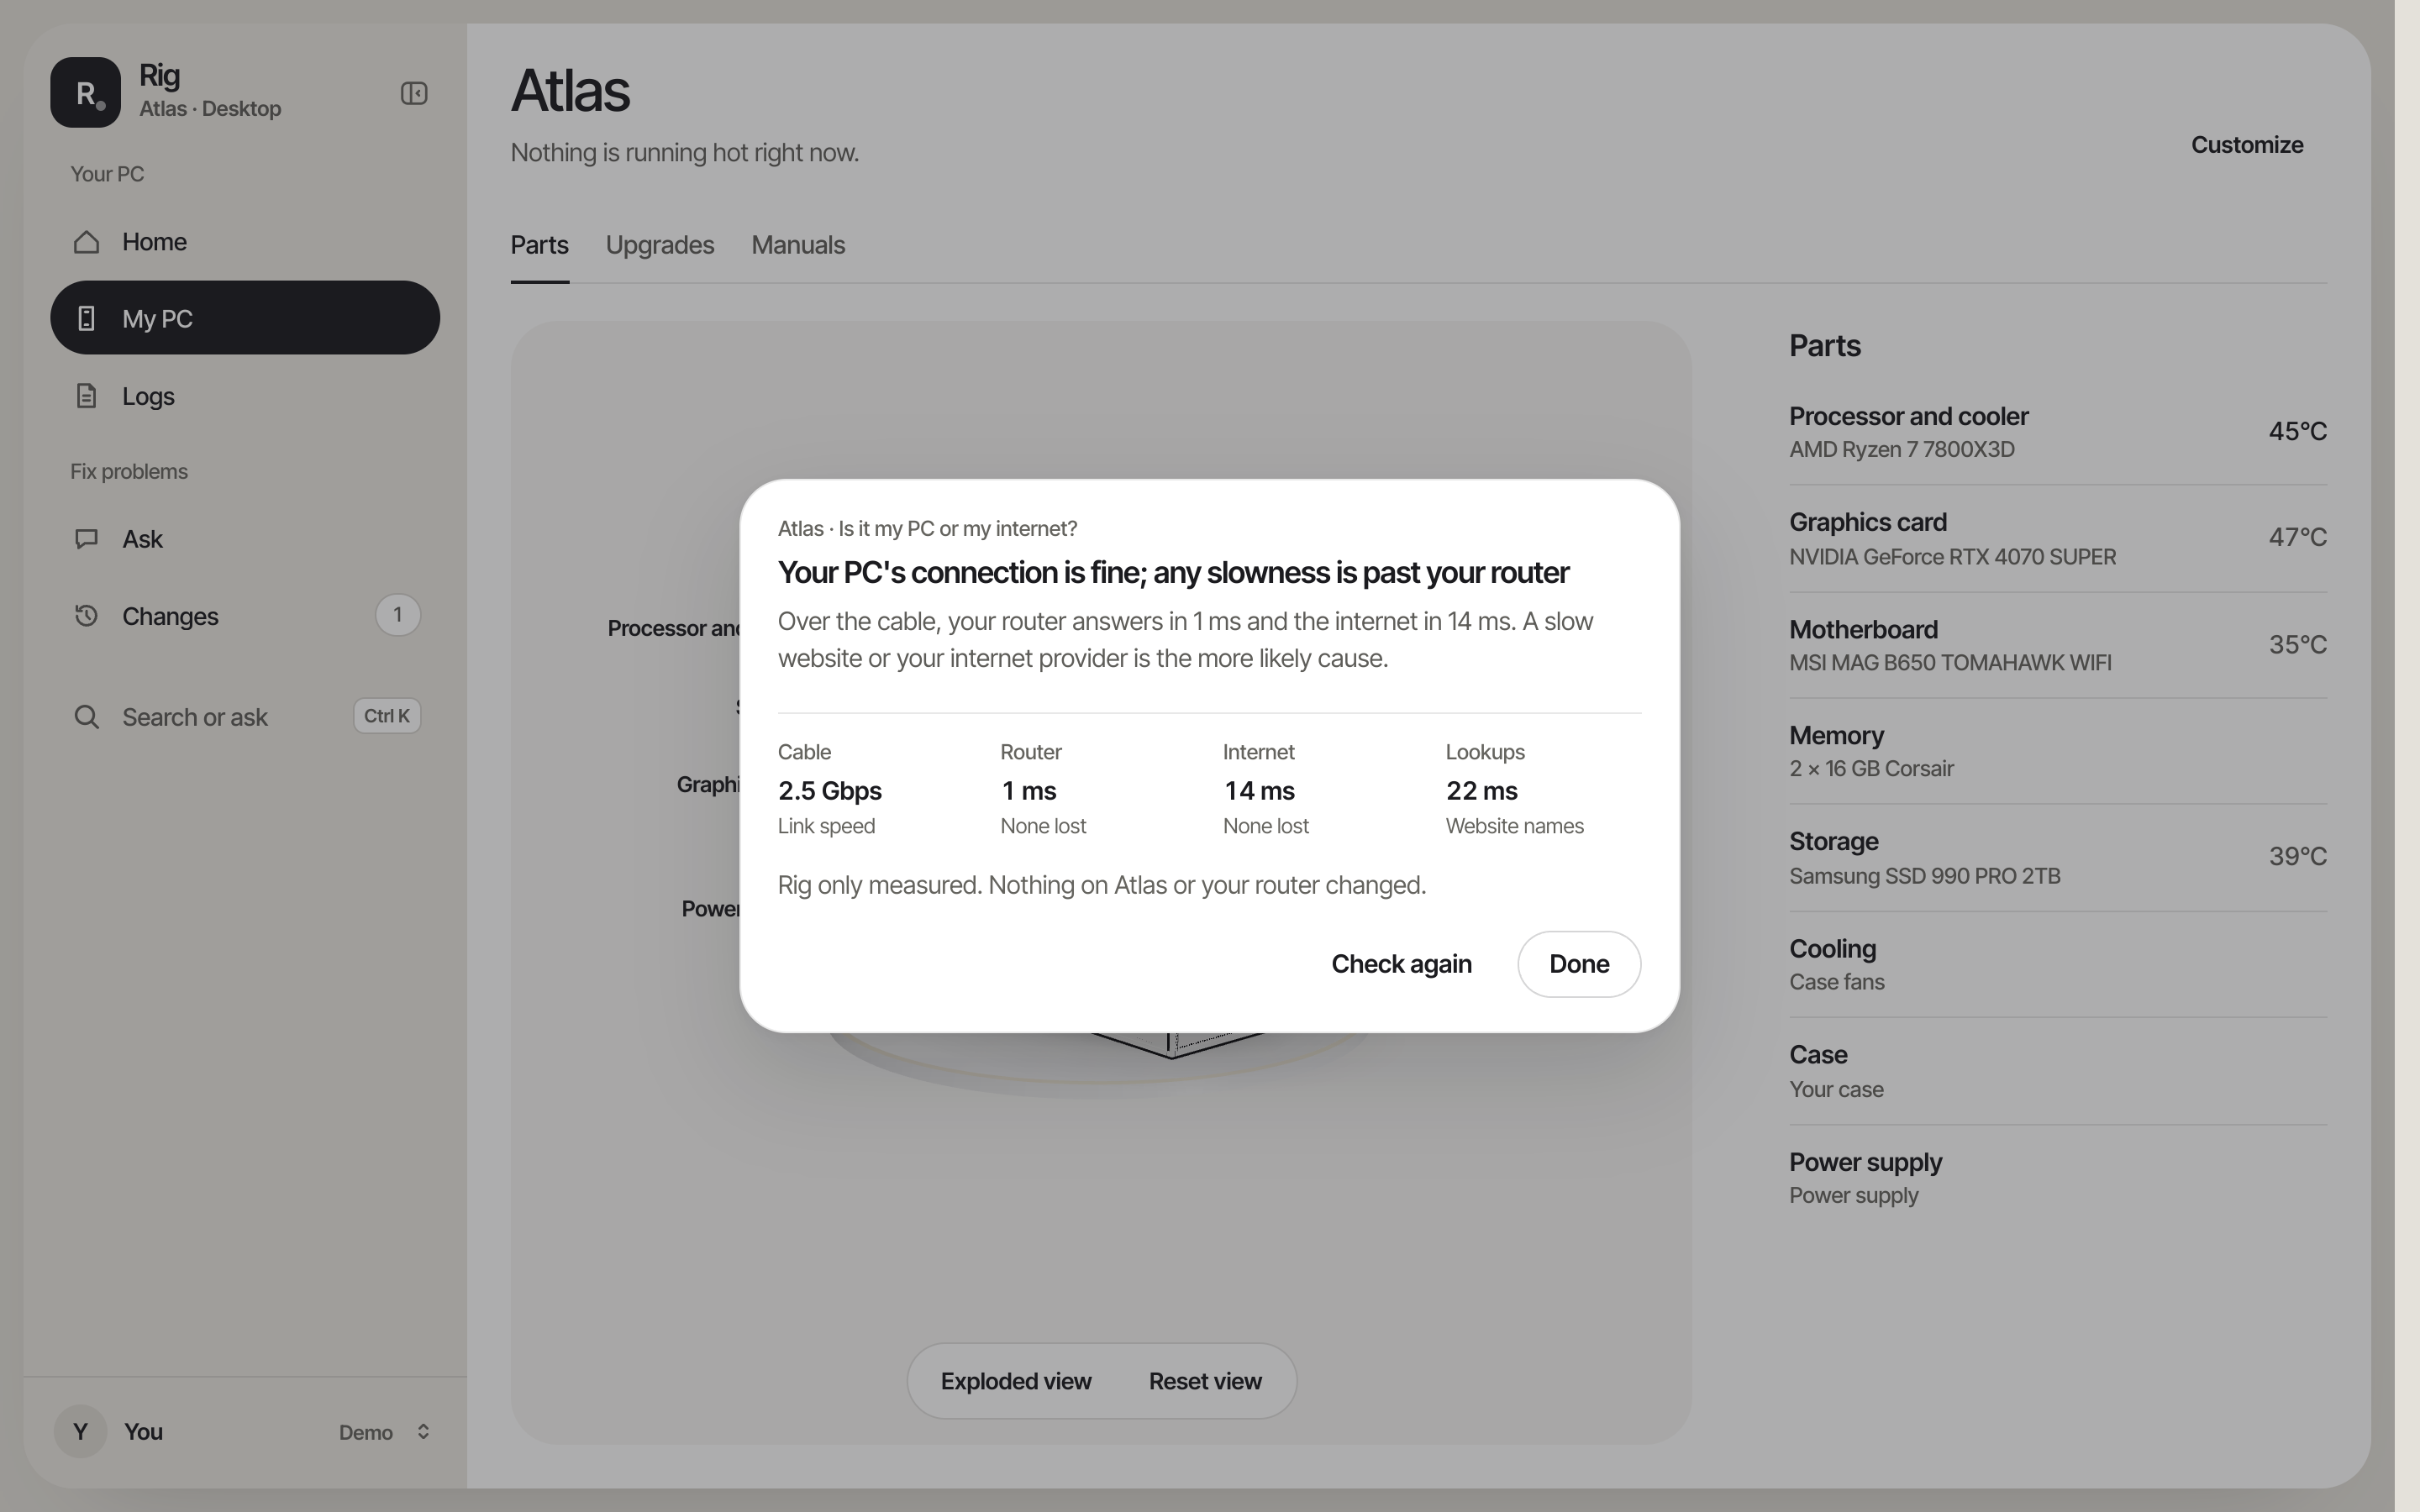 R.
Rig
Atlas · Desktop
Your PC
Home
My PC
Logs
Fix problems
Ask
Changes
1
Search or ask
Ctrl K
Y
You
Demo
Atlas
Nothing is running hot right now.
Customize
Parts
Upgrades
Manuals
Processor and
Graphi
Power
Atlas · Is it my PC or my internet?
Your PC's connection is fine; any slowness is past your router
Over the cable, your router answers in 1 ms and the internet in 14 ms. A slow
website or your internet provider is the more likely cause.
Cable
2.5 Gbps
Link speed
Router
1 ms
None lost
Internet
14 ms
None lost
Lookups
22 ms
Website names
Rig only measured. Nothing on Atlas or your router changed.
Check again
Done
Exploded view
Reset view
Parts
Processor and cooler
AMD Ryzen 7 7800X3D
45°C
Graphics card
NVIDIA GeForce RTX 4070 SUPER
47°C
Motherboard
MSI MAG B650 TOMAHAWK WIFI
35°C
Memory
2 × 16 GB Corsair
Storage
Samsung SSD 990 PRO 2TB
39°C
Cooling
Case fans
Case
Your case
Power supply
Power supply